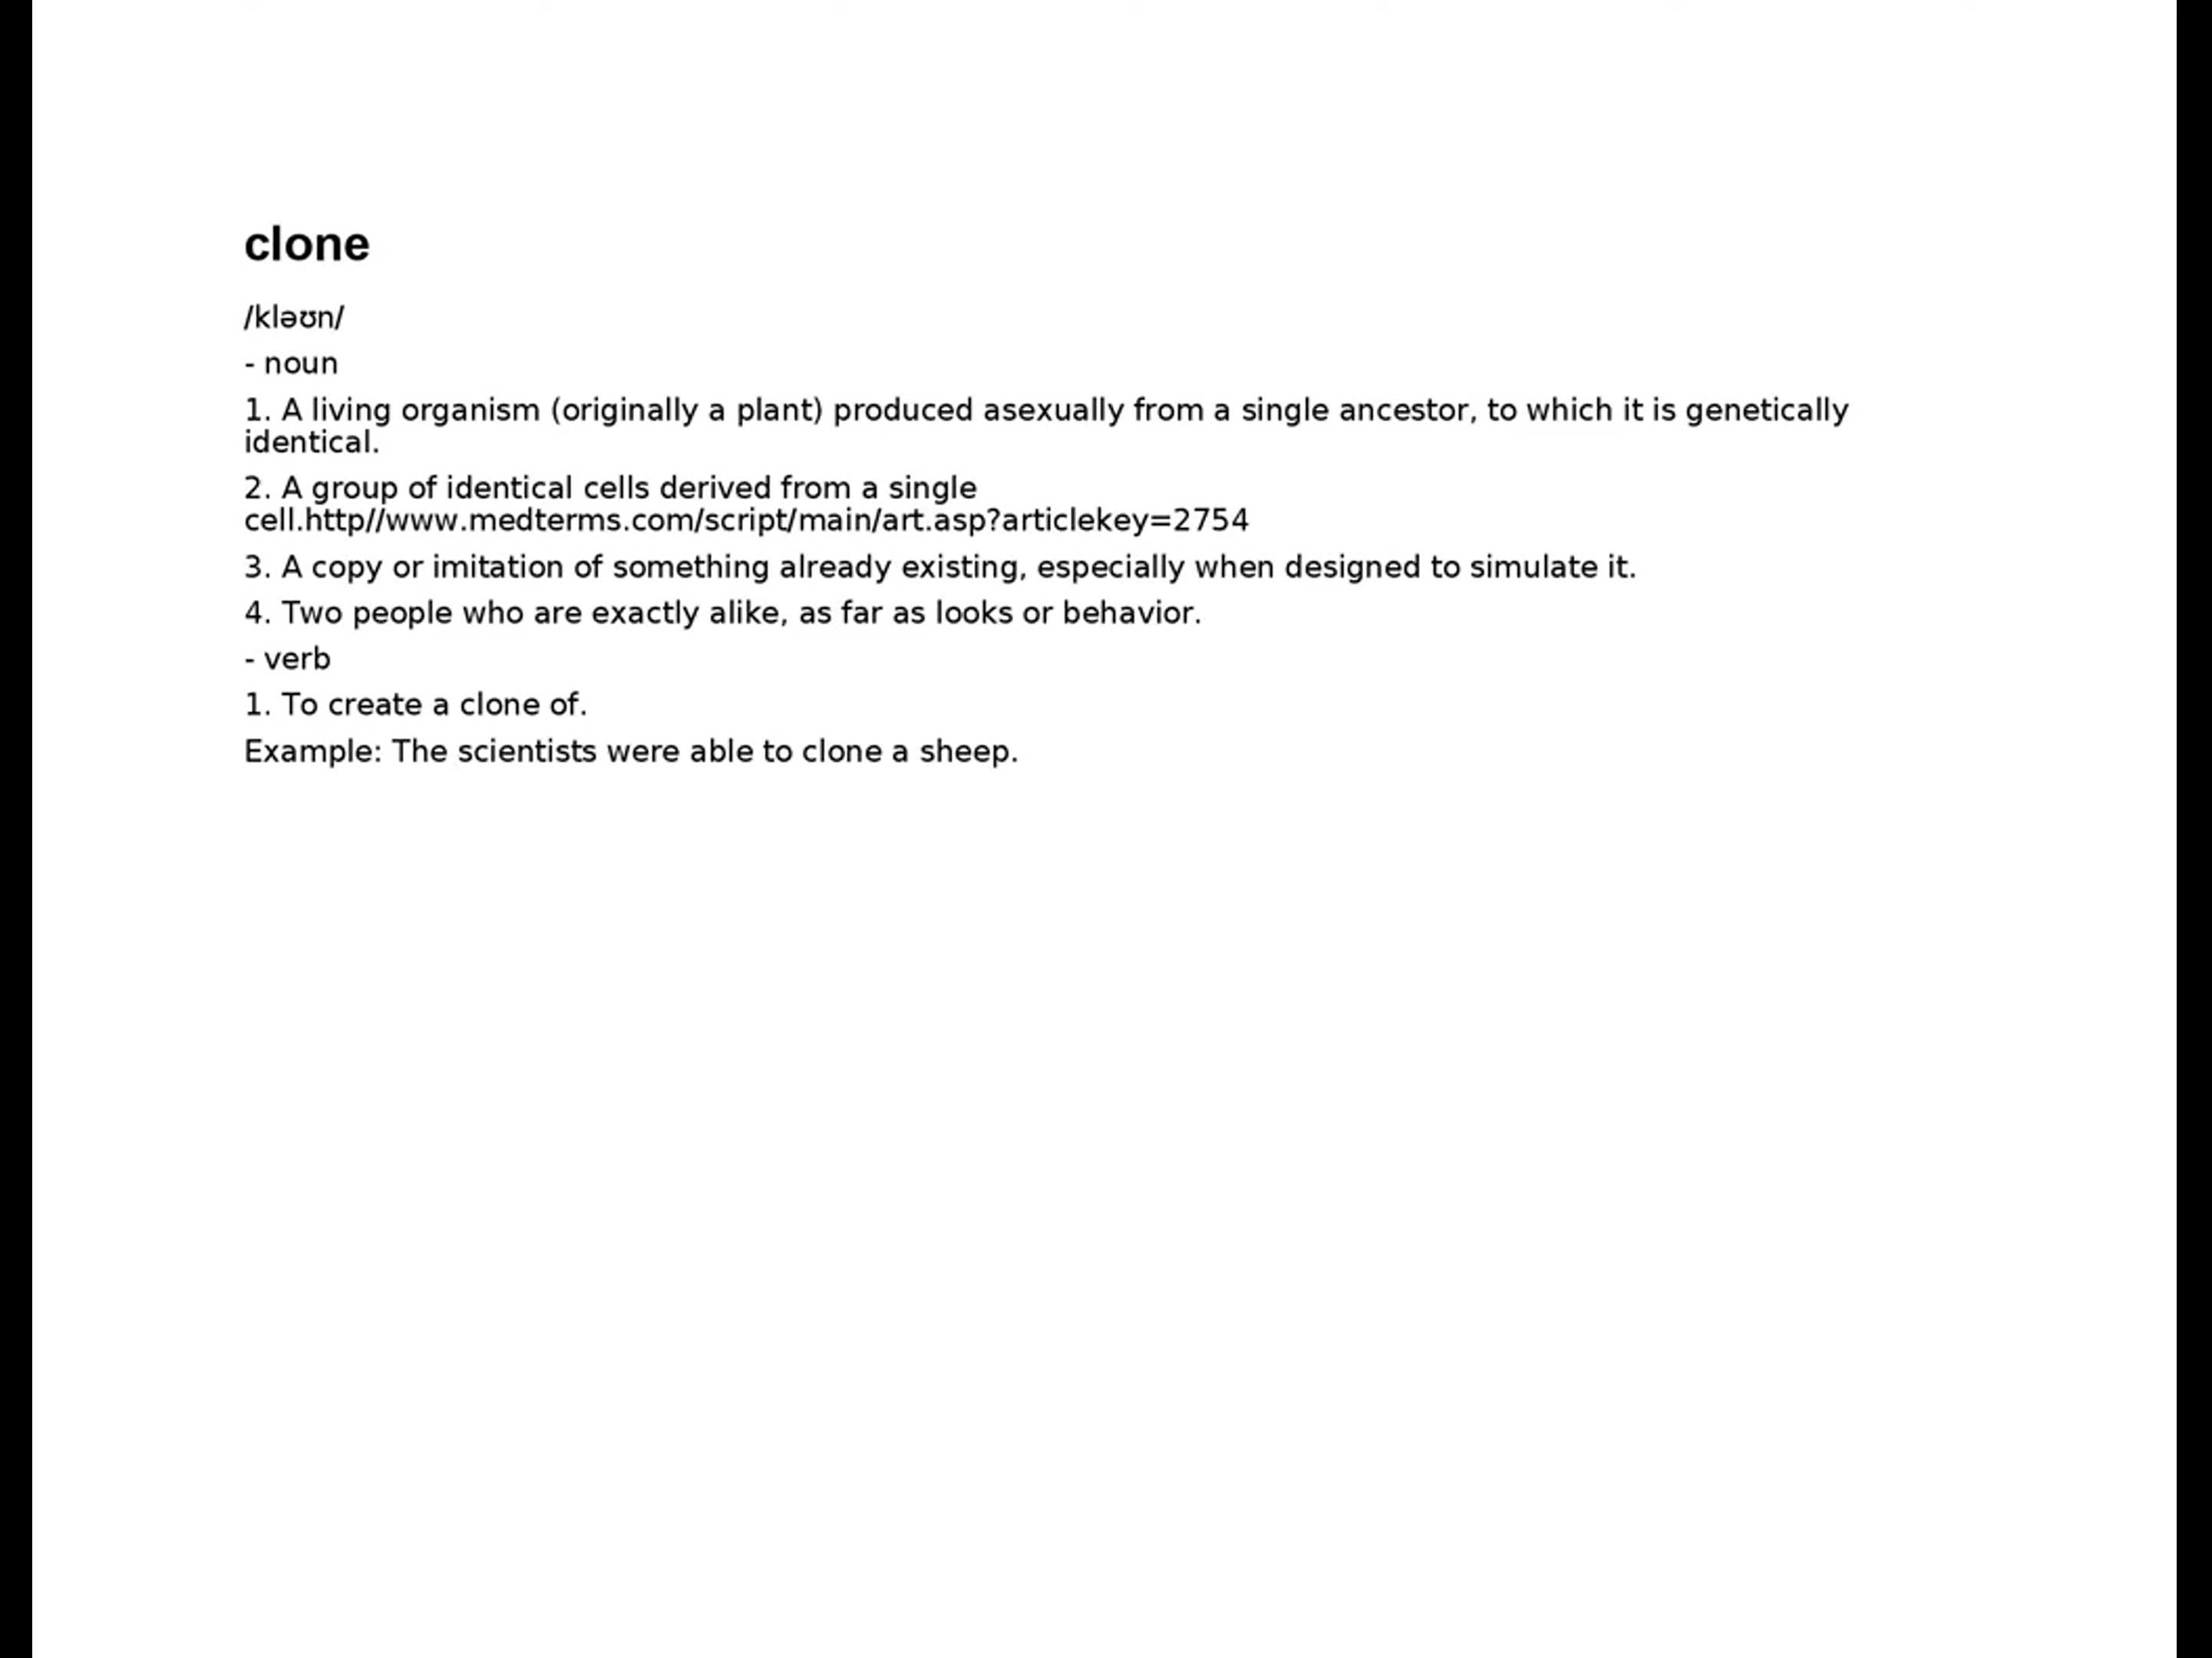 clone
/kləʊn/
- noun
1. A living organism (originally a plant) produced asexually from a single ancestor, to which it is genetically
identical.
2. A group of identical cells derived from a single
cell.http//www.medterms.com/script/main/art.asp?articlekey=2754
3. A copy or imitation of something already existing, especially when designed to simulate it.
4. Two people who are exactly alike, as far as looks or behavior.
- verb
1. To create a clone of.
Example: The scientists were able to clone a sheep.